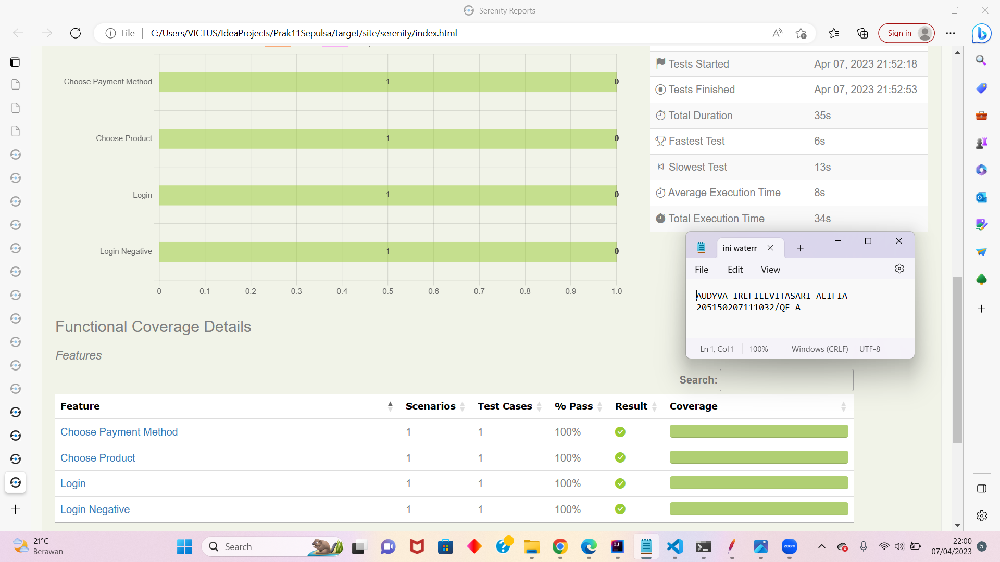 Serenity Reports
File
C:/Users/VICTUS/IdeaProjects/Prak11Sepulsa/target/site/serenity/index.html
Sign in
Choose Payment Method 1 0
Choose Product 1 0
Login 1 0
Login Negative 1 0
0 0.1 0.2 0.3 0.4 0.5 0.6 0.7 0.8 0.9 1.0
Tests Started Apr 07, 2023 21:52:18
Tests Finished Apr 07, 2023 21:52:53
Total Duration 35s
Fastest Test 6s
Slowest Test 13s
Average Execution Time 8s
Total Execution Time 34s
ini waterm
File Edit View
AUDYVA IREFILEVITASARI ALIFIA
205150207111032/QE-A
Ln 1, Col 1 100% Windows (CRLF) UTF-8
Functional Coverage Details
Features
Search:
Feature Scenarios Test Cases % Pass Result Coverage
Choose Payment Method 1 1 100%
Choose Product 1 1 100%
Login 1 1 100%
Login Negative 1 1 100%
21°C
Berawan
Search
IJ
zoom
22:00
07/04/2023
5